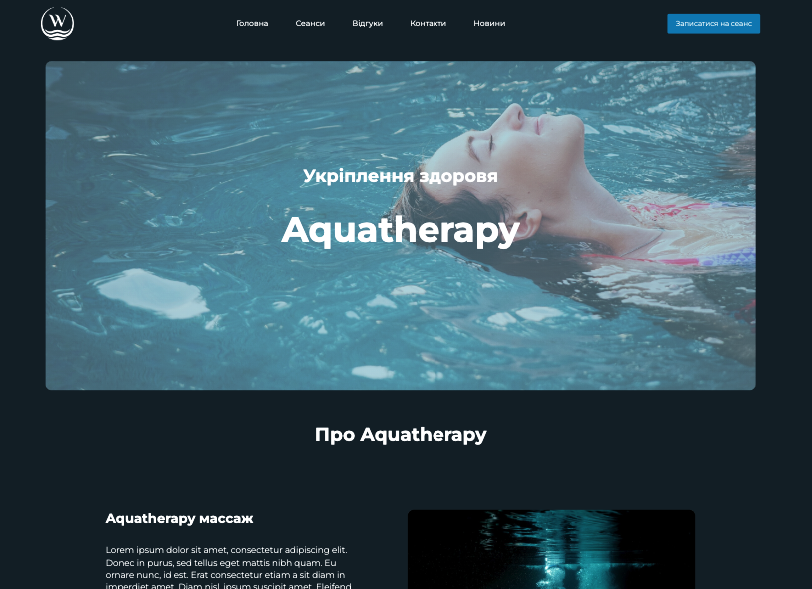 W
Головна
Сеанси
Відгуки
Контакти
Новини
Записатися на сеанс
Укріплення здоровя
Aquatherapy
Про Aquatherapy
Aquatherapy массаж
Lorem ipsum dolor sit amet, consectetur adipiscing elit.
Donec in purus, sed tellus eget mattis nibh quam. Eu
ornare nunc, id est. Erat consectetur etiam a sit diam in
imperdiet amet. Diam nisl, ipsum suscipit amet. Eleifend